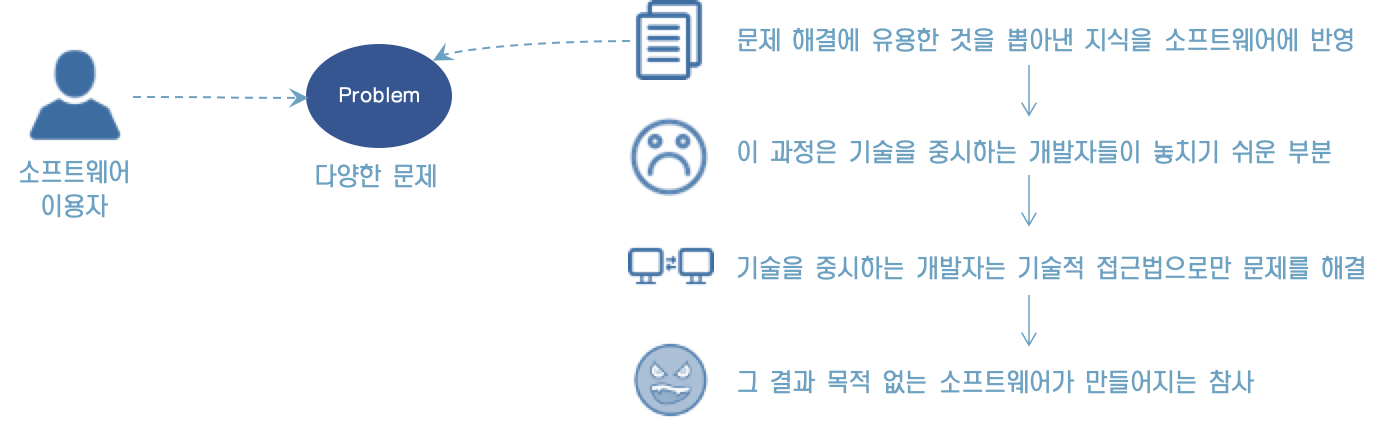 소프트웨어
이용자
Problem
다양한 문제
문제 해결에 유용한 것을 뽑아낸 지식을 소프트웨어에 반영
이 과정은 기술을 중시하는 개발자들이 놓치기 쉬운 부분
기술을 중시하는 개발자는 기술적 접근법으로만 문제를 해결
그 결과 목적 없는 소프트웨어가 만들어지는 참사